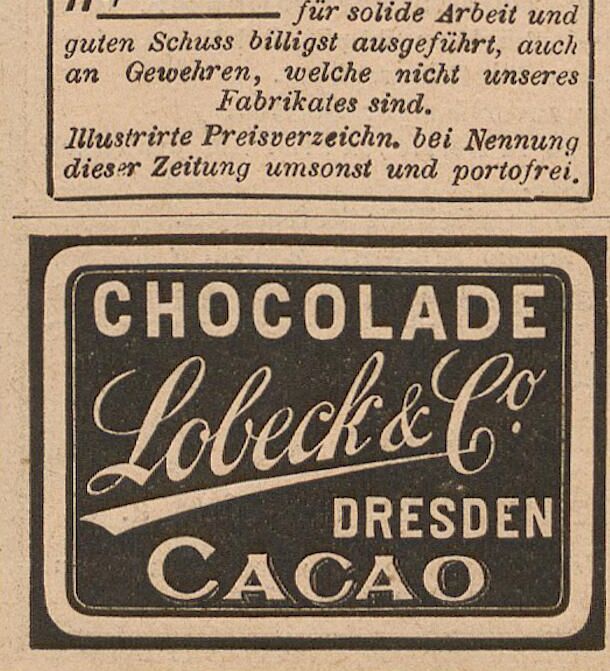 für solide Arbeit und
guten Schuss billigst ausgeführt, auch
an Gewehren, welche nicht unseres
Fabrikates sind.
Illustrirte Preisverzeichn. bei Nennung
dieser Zeitung umsonst und portofrei.
CHOCOLADE
Lobeck & Co.
DRESDEN
CACAO